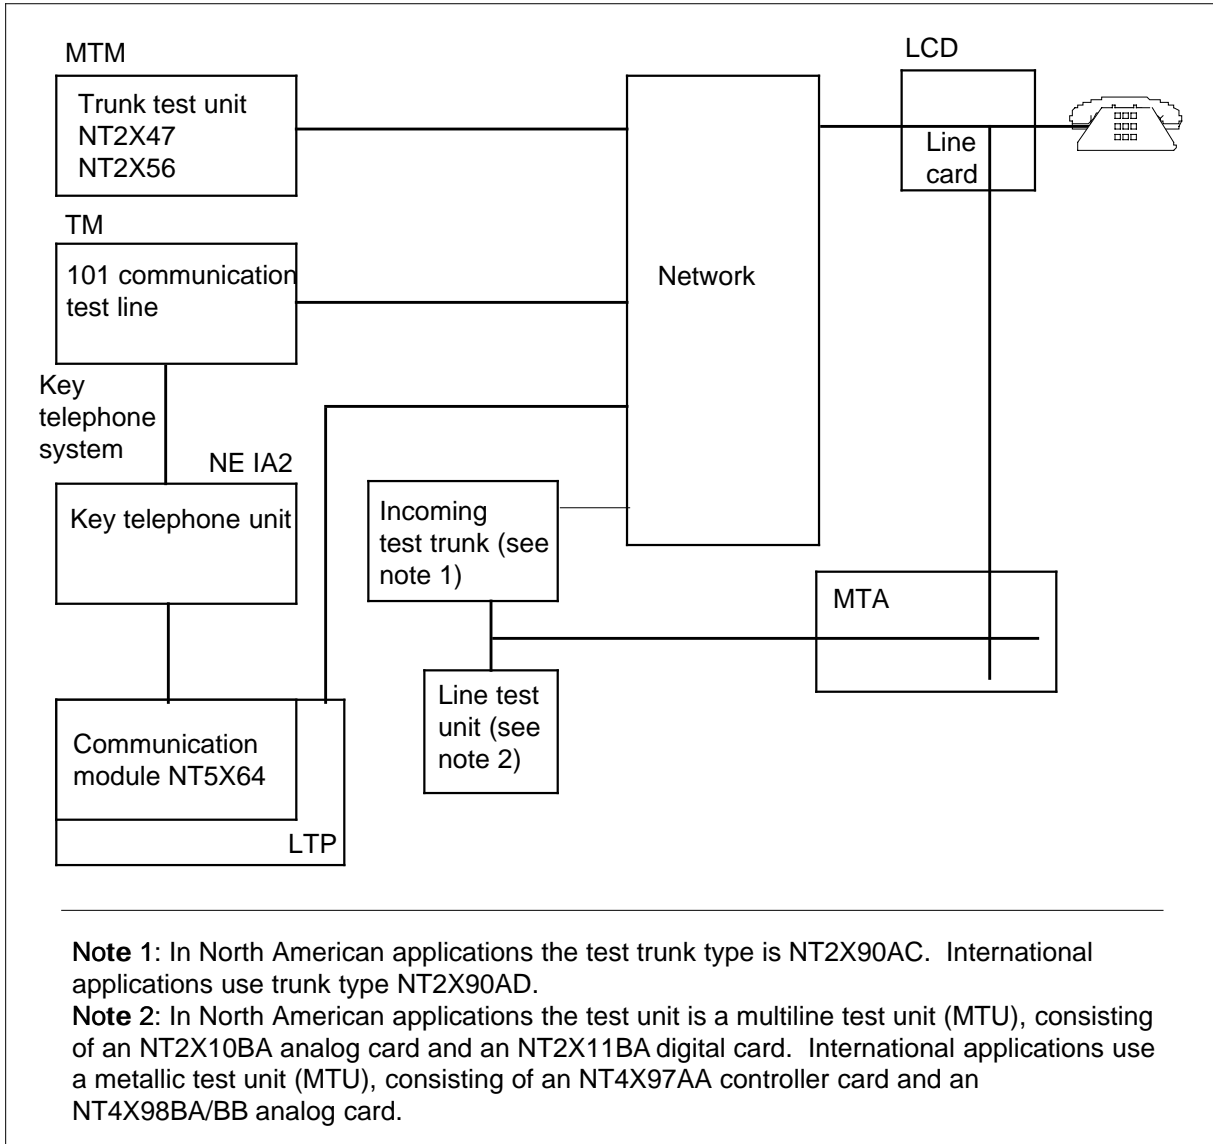 MTM
Trunk test unit
NT2X47
NT2X56
LCD
Line
card
TM
101 communication
test line
Network
Key
telephone
system
NE IA2
Key telephone unit
Incoming
test trunk (see
note 1)
MTA
Line test
unit (see
note 2)
Communication
module NT5X64
LTP
Note 1: In North American applications the test trunk type is NT2X90AC. International
applications use trunk type NT2X90AD.
Note 2: In North American applications the test unit is a multiline test unit (MTU), consisting
of an NT2X10BA analog card and an NT2X11BA digital card. International applications use
a metallic test unit (MTU), consisting of an NT4X97AA controller card and an
NT4X98BA/BB analog card.